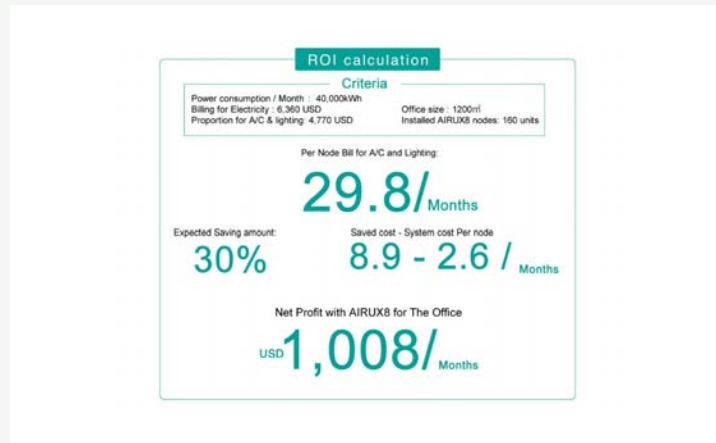 ROI calculation
Criteria
Power consumption / Month : 40,000kWh
Billing for Electricity : 6,360 USD
Proportion for A/C & lighting: 4,770 USD
Office size : 1200㎡
Installed AIRUX8 nodes: 160 units
Per Node Bill for A/C and Lighting:
29.8/Months
Expected Saving amount:
30%
Saved cost - System cost Per node
8.9 - 2.6 / Months
Net Profit with AIRUX8 for The Office
USD1,008/Months